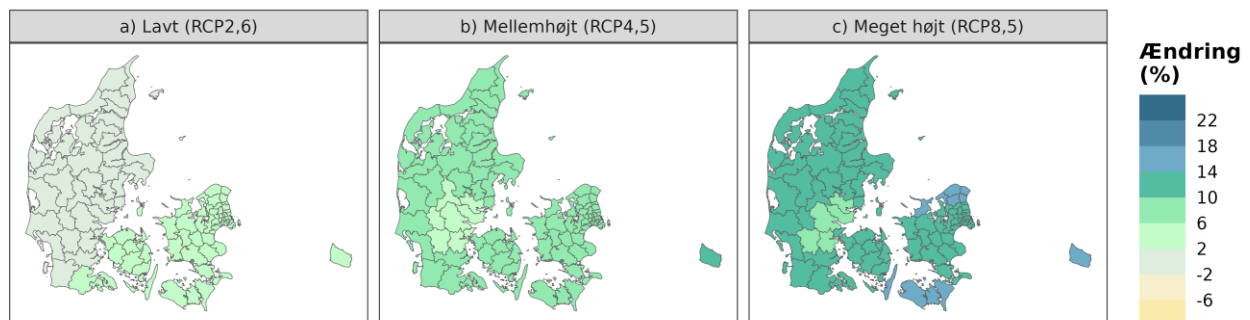 a) Lavt (RCP2,6)
b) Mellemhøjt (RCP4,5)
c) Meget højt (RCP8,5)
Ændring
(%)
22
18
14
10
6
2
-2
-6